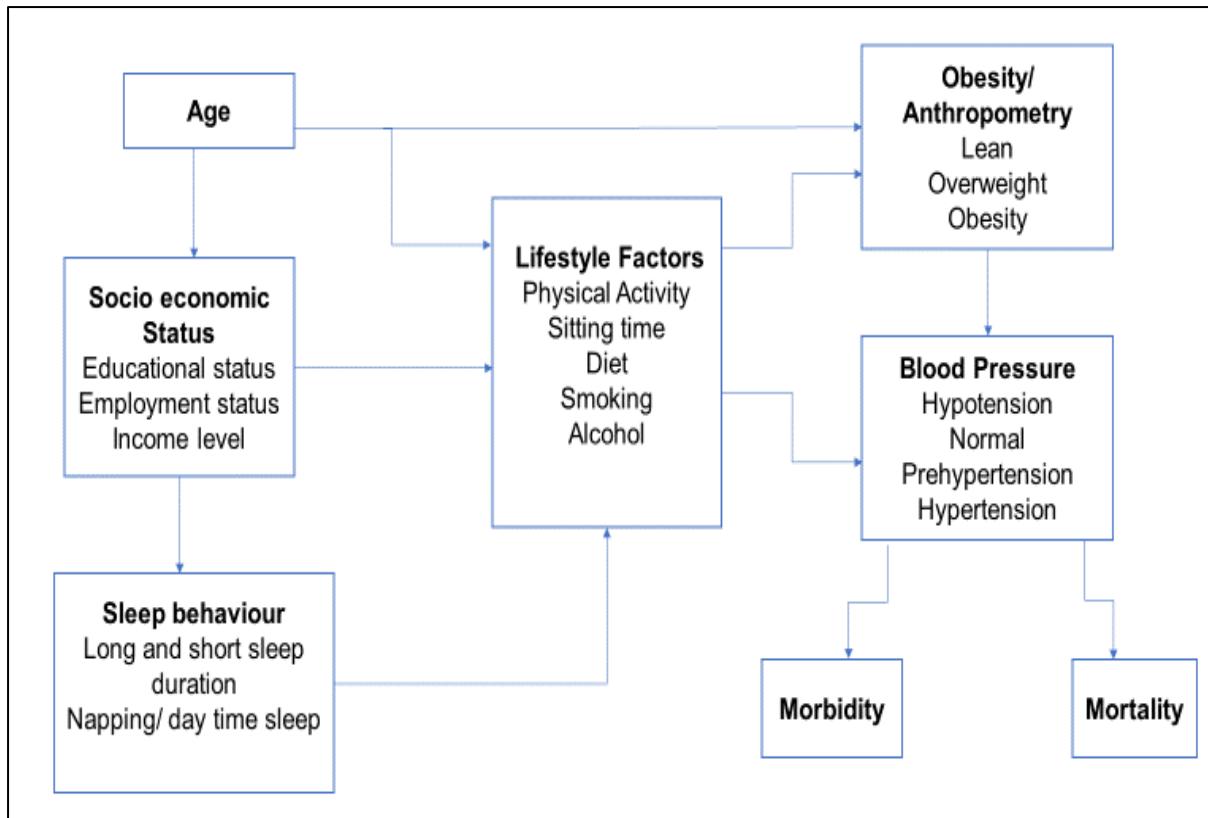 Age
Socio economic
Status
Educational status
Employment status
Income level
Sleep behaviour
Long and short sleep
duration
Napping/ day time sleep
Lifestyle Factors
Physical Activity
Sitting time
Diet
Smoking
Alcohol
Obesity/
Anthropometry
Lean
Overweight
Obesity
Blood Pressure
Hypotension
Normal
Prehypertension
Hypertension
Morbidity
Mortality